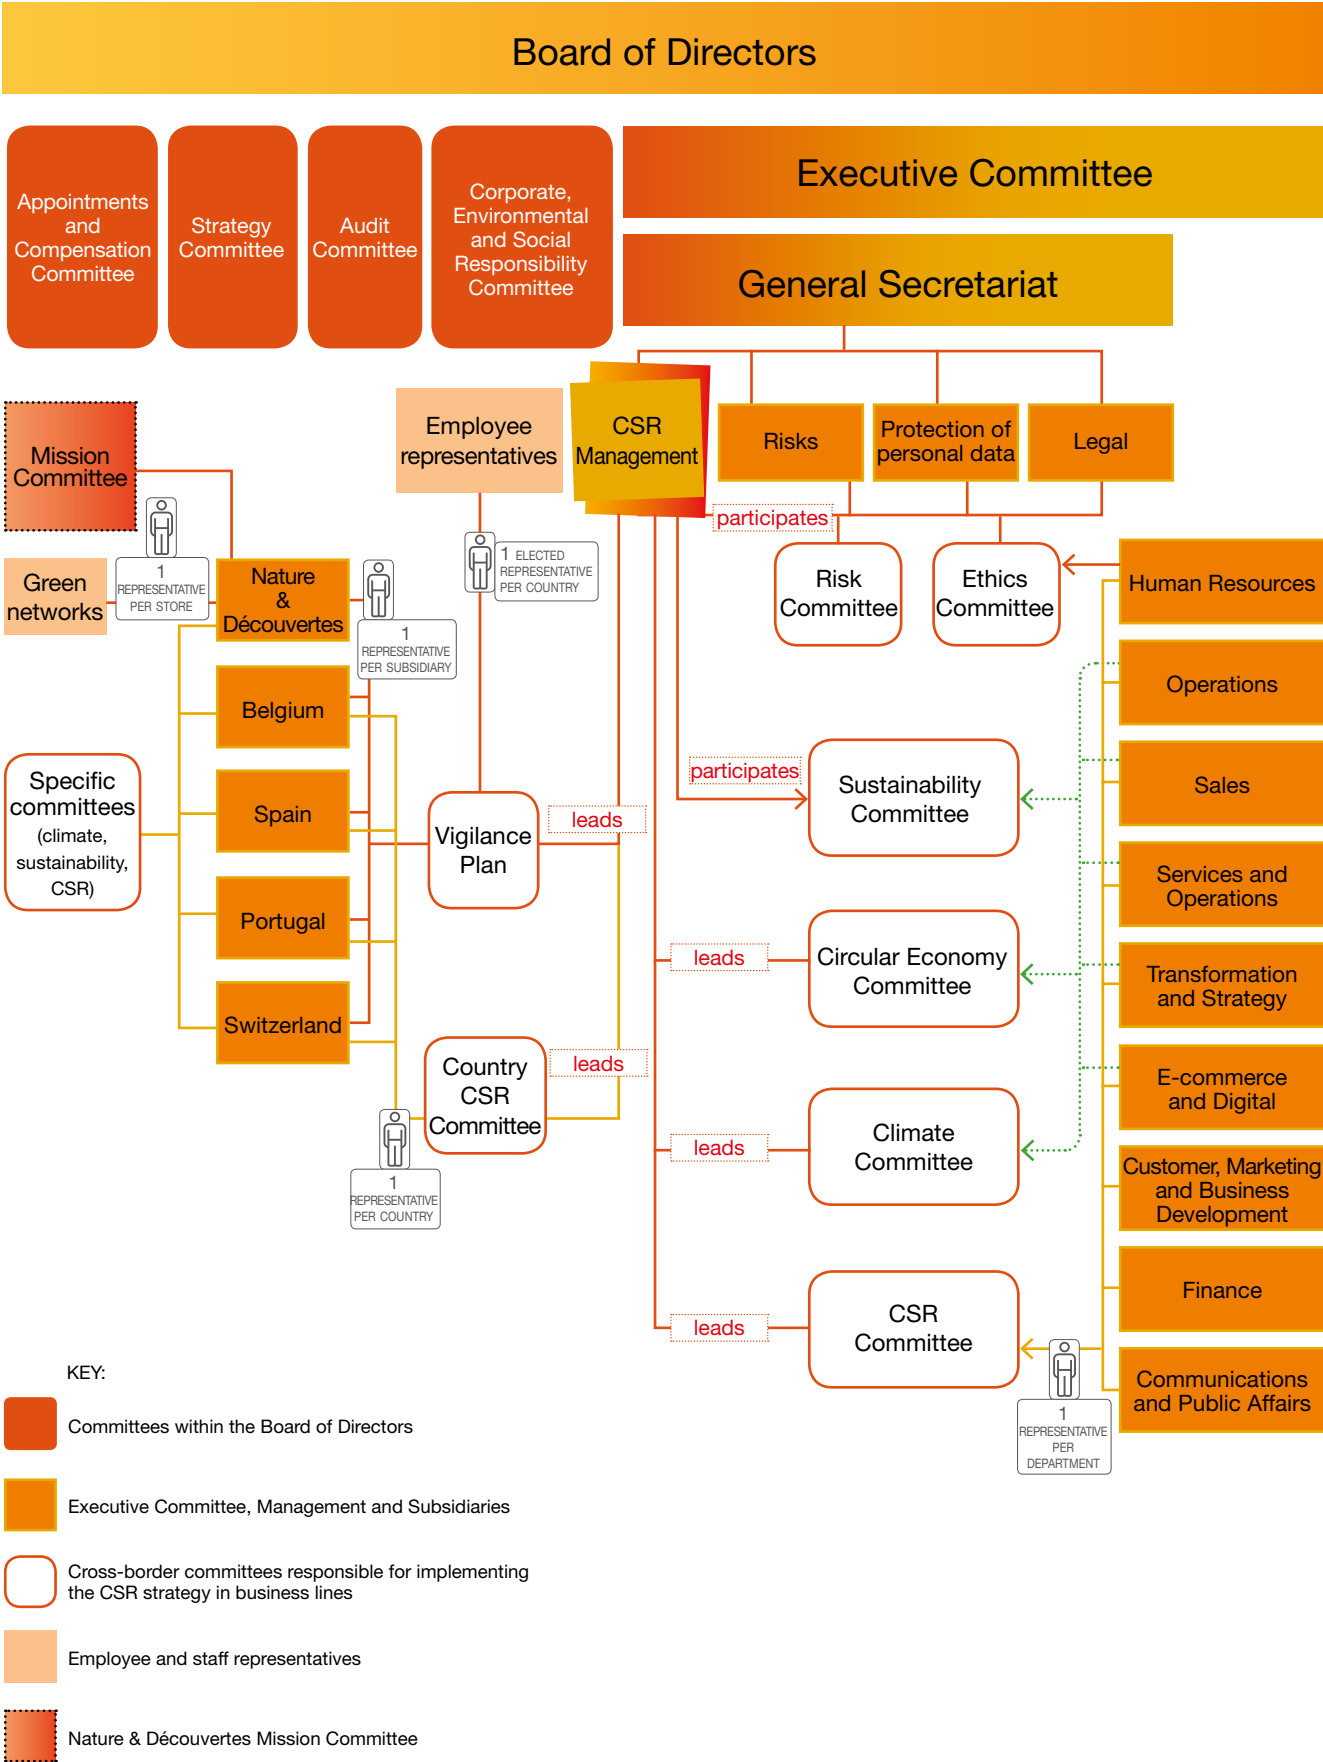 Board of Directors
Appointments
and
Compensation
Committee
Strategy
Committee
Audit
Committee
Corporate,
Environmental
and Social
Responsibility
Committee
Executive Committee
General Secretariat
Mission
Committee
Employee
representatives
CSR
Management
Risks
Protection of
personal data
Legal
participates
Green
networks
1
REPRESENTATIVE
PER STORE
Nature
&
Découvertes
1
REPRESENTATIVE
PER SUBSIDIARY
1 ELECTED
REPRESENTATIVE
PER COUNTRY
Risk
Committee
Ethics
Committee
Human Resources
Belgium
Operations
Specific
committees
(climate,
sustainability,
CSR)
Spain
Vigilance
Plan
leads
participates
Sustainability
Committee
Sales
Services and
Operations
Portugal
leads
Circular Economy
Committee
Transformation
and Strategy
Switzerland
Country
CSR
Committee
leads
E-commerce
and Digital
1
REPRESENTATIVE
PER COUNTRY
leads
Climate
Committee
Customer, Marketing
and Business
Development
Finance
leads
CSR
Committee
Communications
and Public Affairs
1
REPRESENTATIVE
PER
DEPARTMENT
KEY:
Committees within the Board of Directors
Executive Committee, Management and Subsidiaries
Cross-border committees responsible for implementing
the CSR strategy in business lines
Employee and staff representatives
Nature & Découvertes Mission Committee